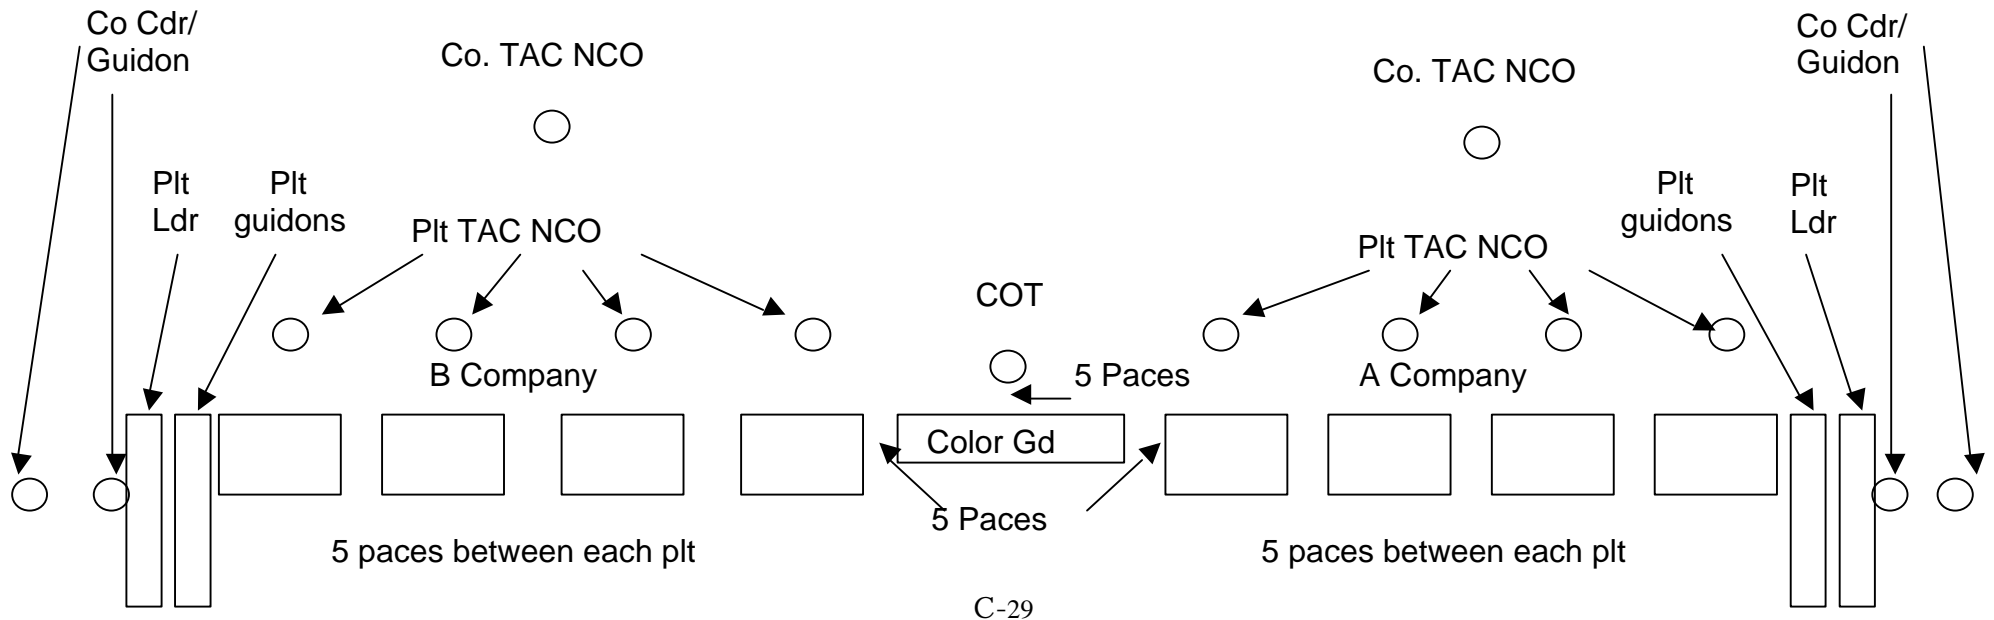 Co Cdr/
Guidon
Co. TAC NCO
Co. TAC NCO
Co Cdr/
Guidon
Plt
Ldr
Plt
guidons
Plt TAC NCO
Plt TAC NCO
Plt
guidons
Plt
Ldr
COT
B Company
5 Paces
A Company
Color Gd
5 Paces
5 paces between each plt
5 paces between each plt
C-29